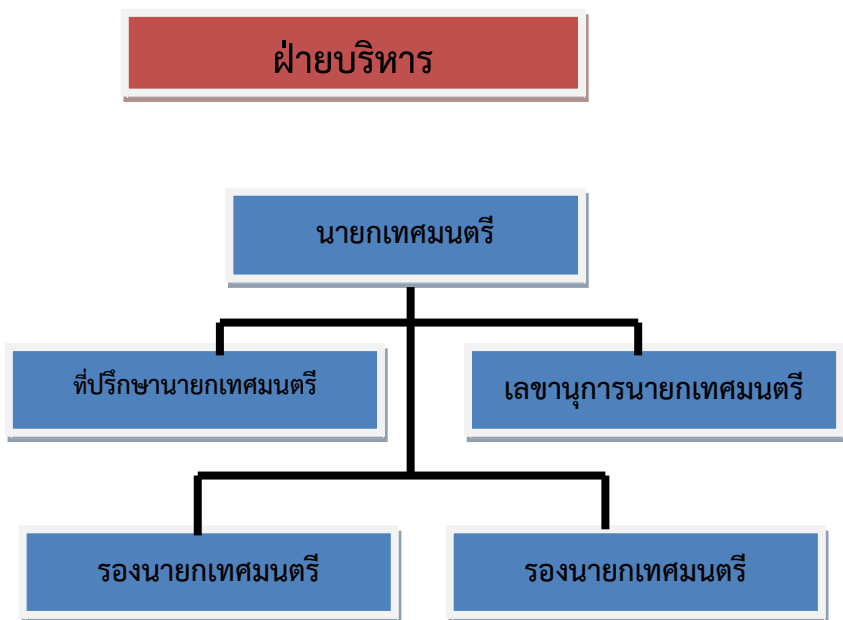 ฝ่ายบริหาร
นายกเทศมนตรี
ที่ปรึกษานายกเทศมนตรี
เลขานุการนายกเทศมนตรี
รองนายกเทศมนตรี
รองนายกเทศมนตรี